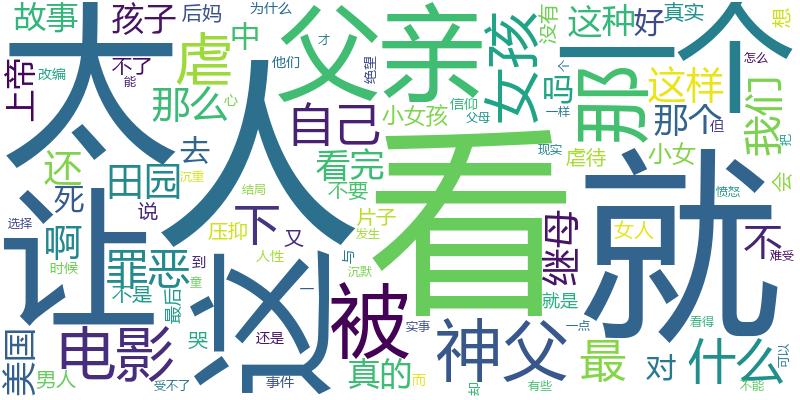 故事
孩子
后妈
中
为什么
父亲
女孩
没有
这种
好
真实
一个
想
上帝
改编
太
不了
能
虐
他们
才
绝望
那么
心
自己
小女孩
信仰
父母
吗
个
一样
那
那个
但
这样
我们
怎么
把
还
田园
去
人
看完
不要
看
现实
虐待
小女
就
会
愤怒
沉重
死
说
结局
选择
让
啊
时候
罪恶
不是
到
童
压抑
下
又
片子
发生
人性
与
沉默
这
一
被
继母
就是
女人
不
难受
美国
男人
电影
最后
哭
受不了
还是
事件
真的
实事
而
神父
却
有些
一点
最
对
看得
什么
可以
不能